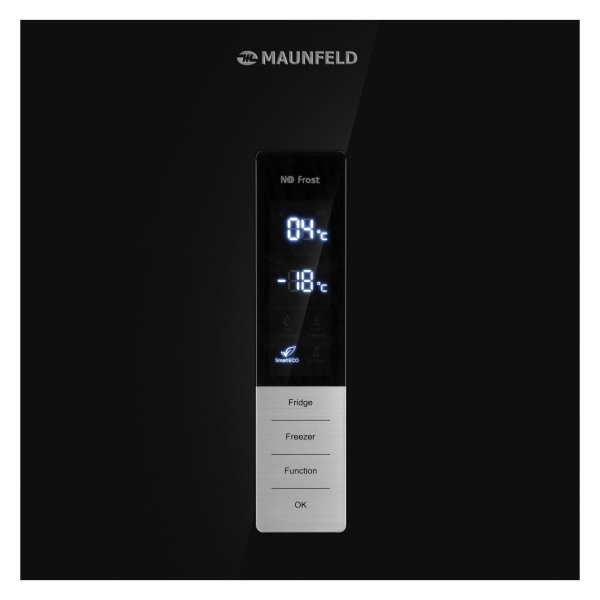 MAUNFELD
NO Frost
04°C
-18°C
SmartECO
Fridge
Freezer
Function
OK